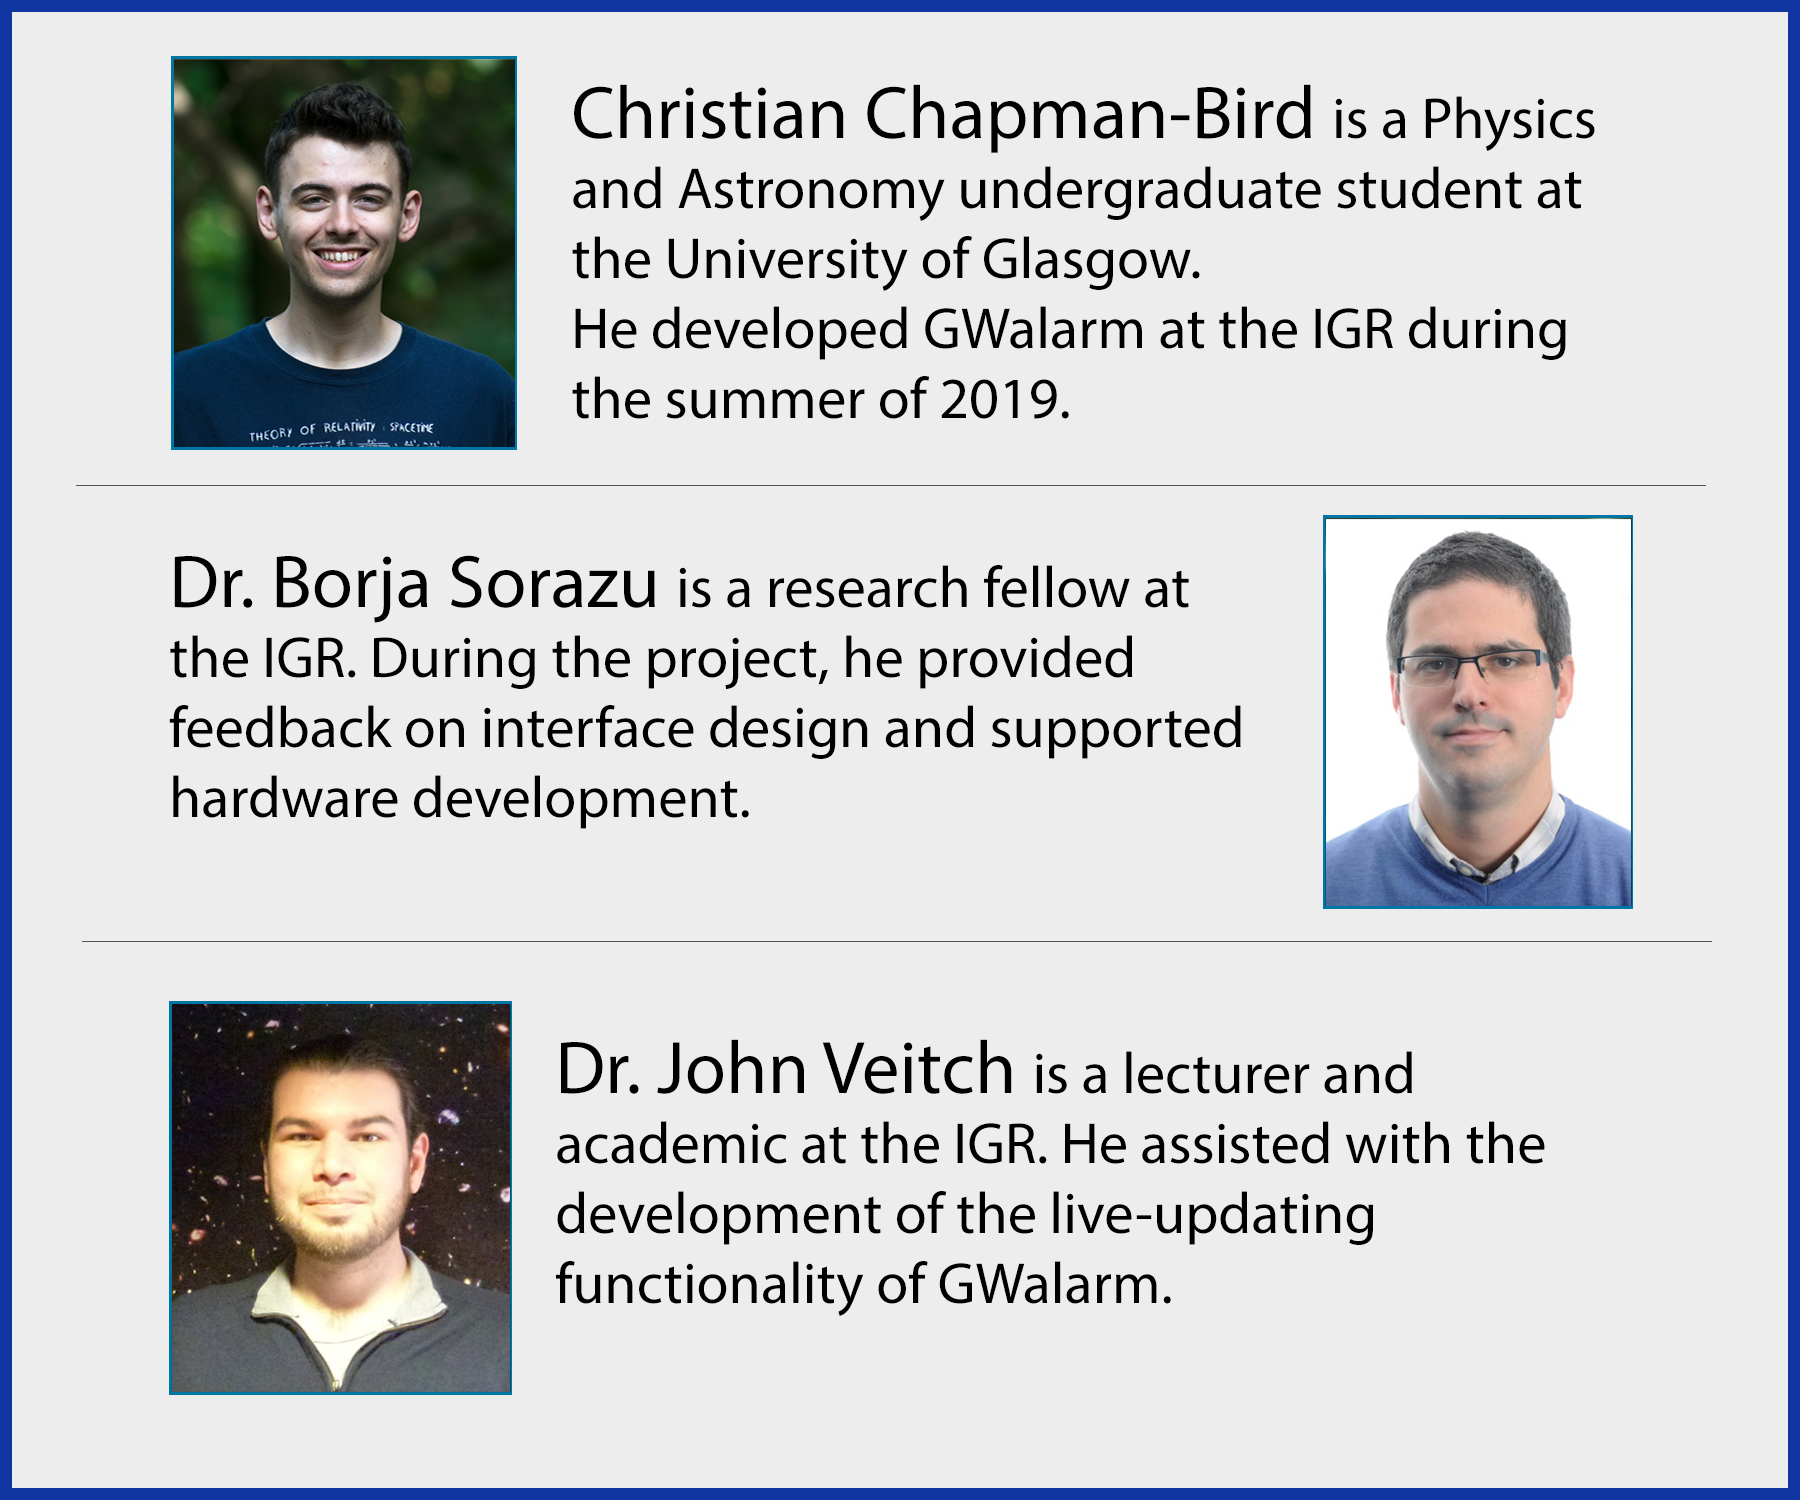 Christian Chapman-Bird is a Physics
and Astronomy undergraduate student at
the University of Glasgow.
He developed GWalarm at the IGR during
the summer of 2019.
THEORY OF RELATIVITY : SPACETIME
Dr. Borja Sorazu is a research fellow at
the IGR. During the project, he provided
feedback on interface design and supported
hardware development.
Dr. John Veitch is a lecturer and
academic at the IGR. He assisted with the
development of the live-updating
functionality of GWalarm.